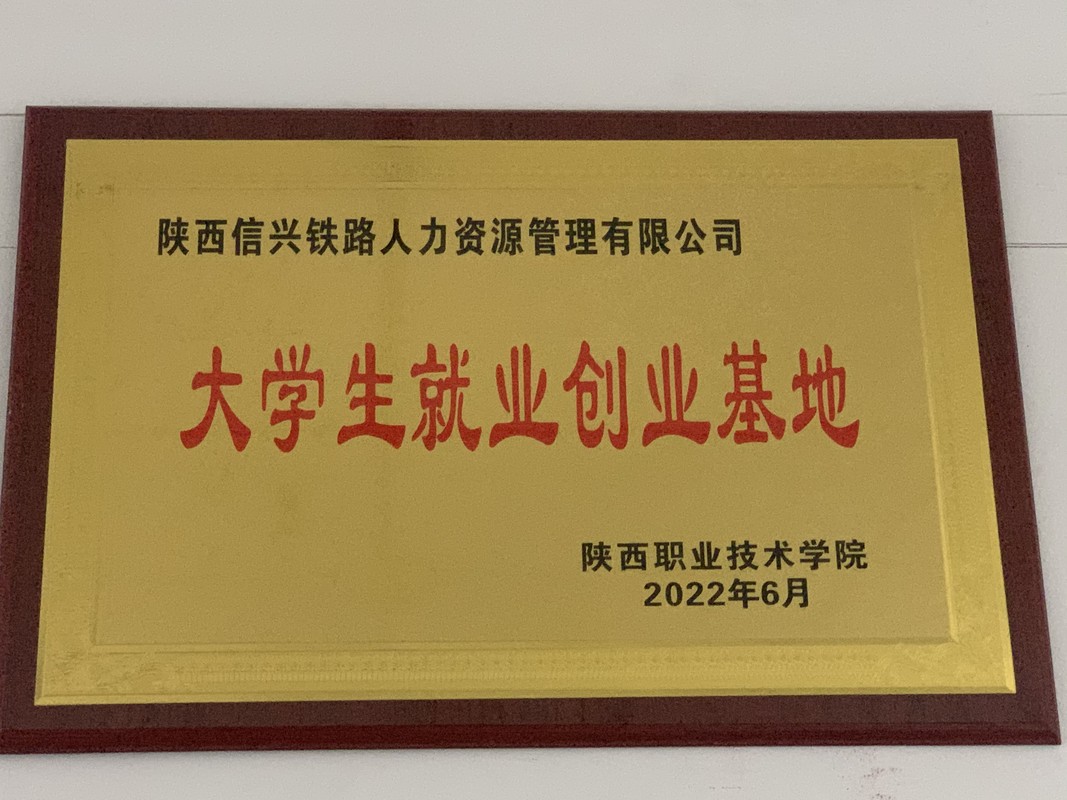 陕西信兴铁路人力资源管理有限公司
大学生就业创业基地
陕西职业技术学院
2022年6月